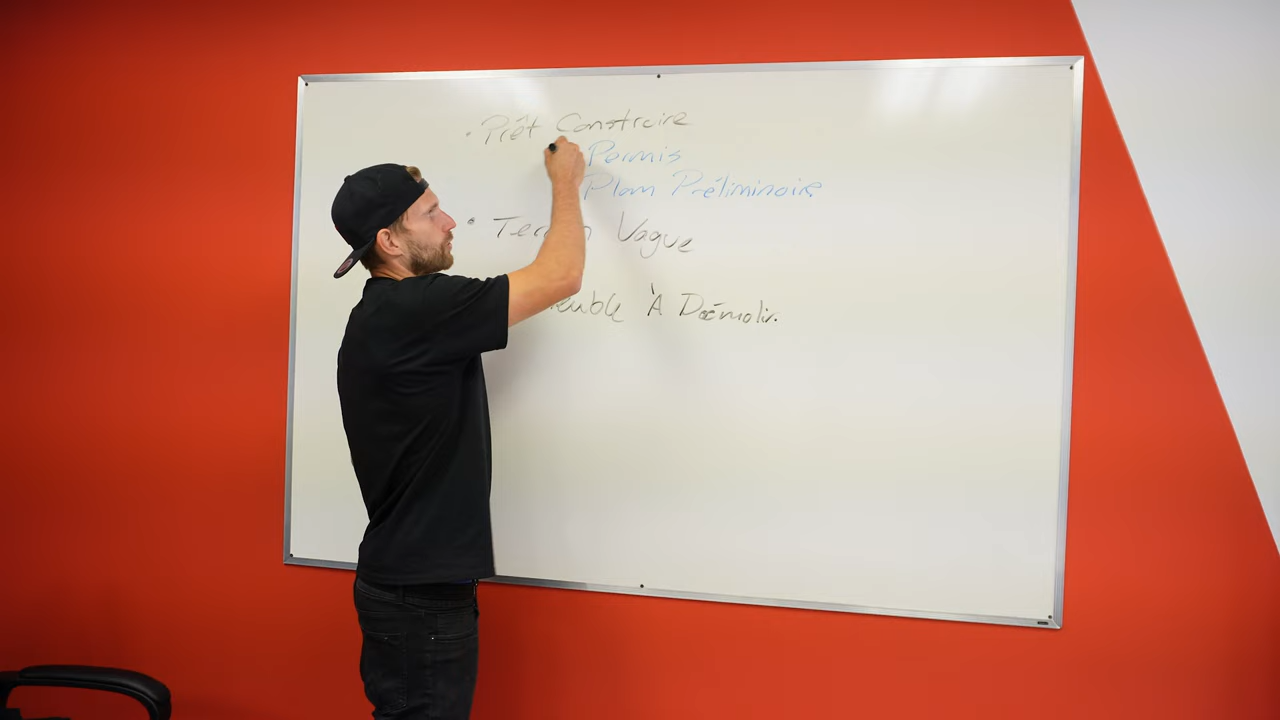 • Prêt Construire
Permis
Plan Préliminaire
• Vague
À Démolir.